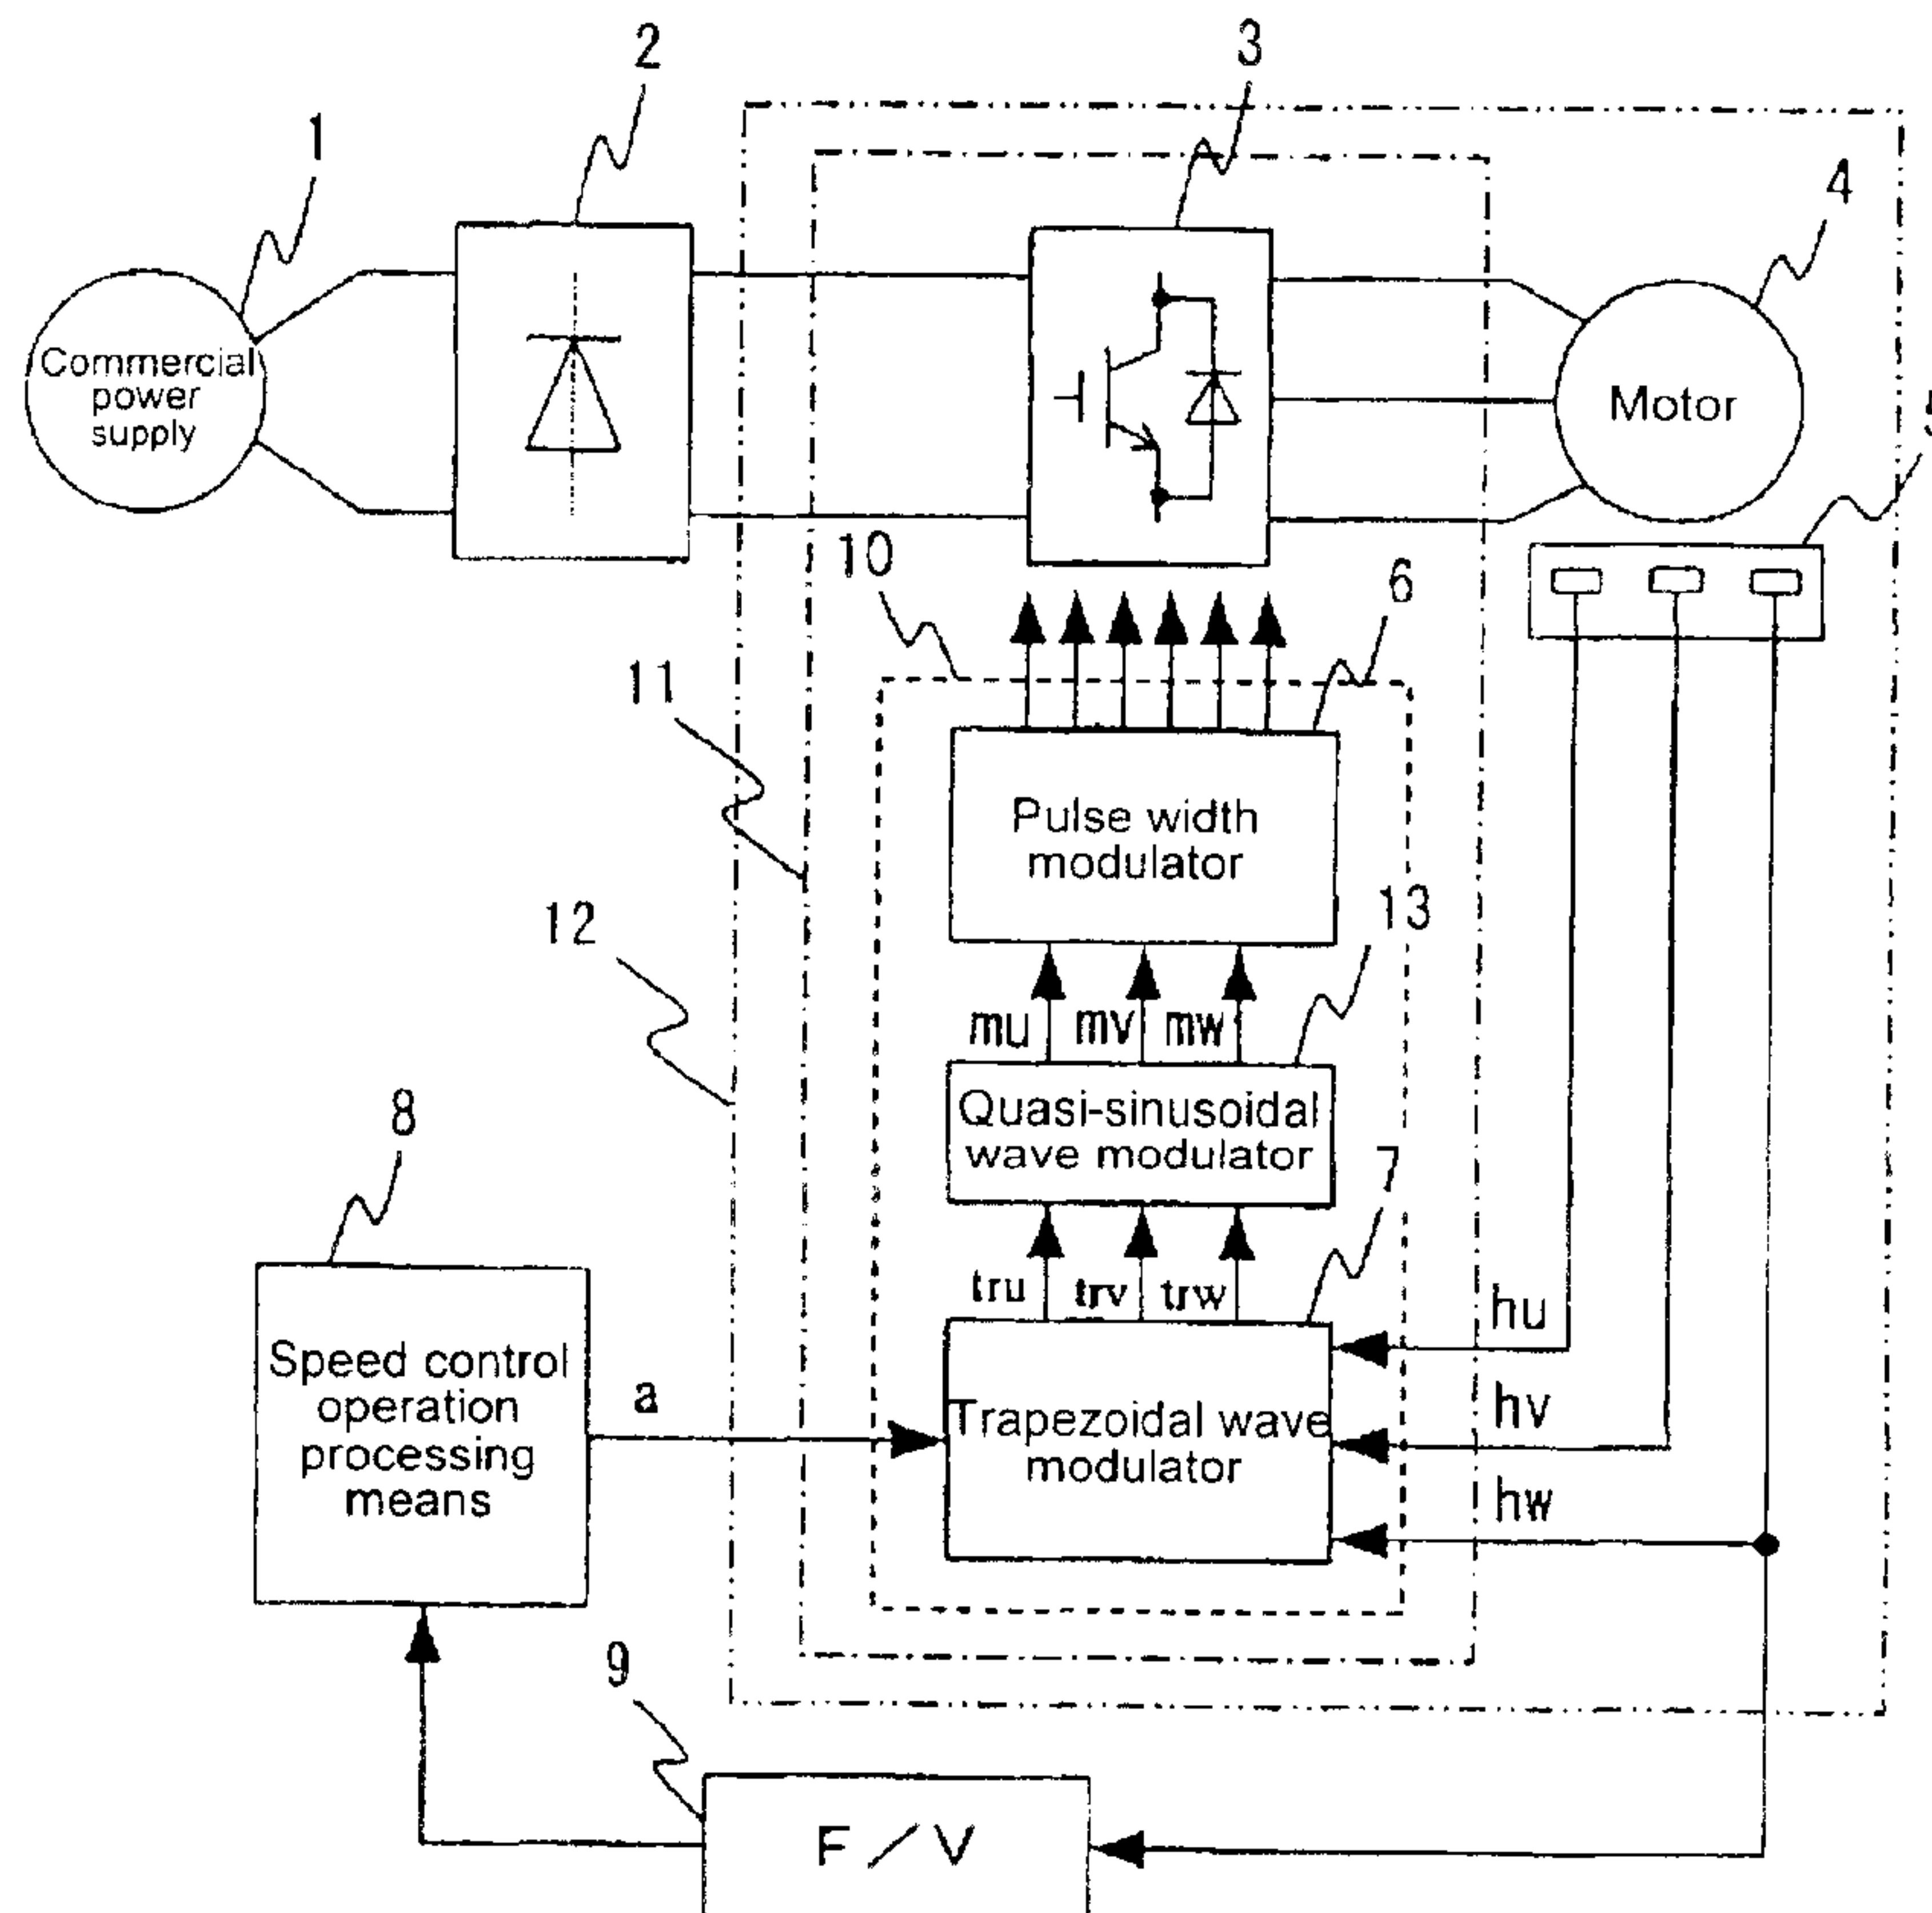 2
3
1
4
Commercial
power
supply
Motor
5
10
6
11
Pulse width
modulator
13
12
mu mv mw
Quasi-sinusoidal
wave modulator
8
7
tru trv trw
hu
Speed control
operation
processing
means
a
Trapezoidal wave
modulator
hv
hw
9
F/V